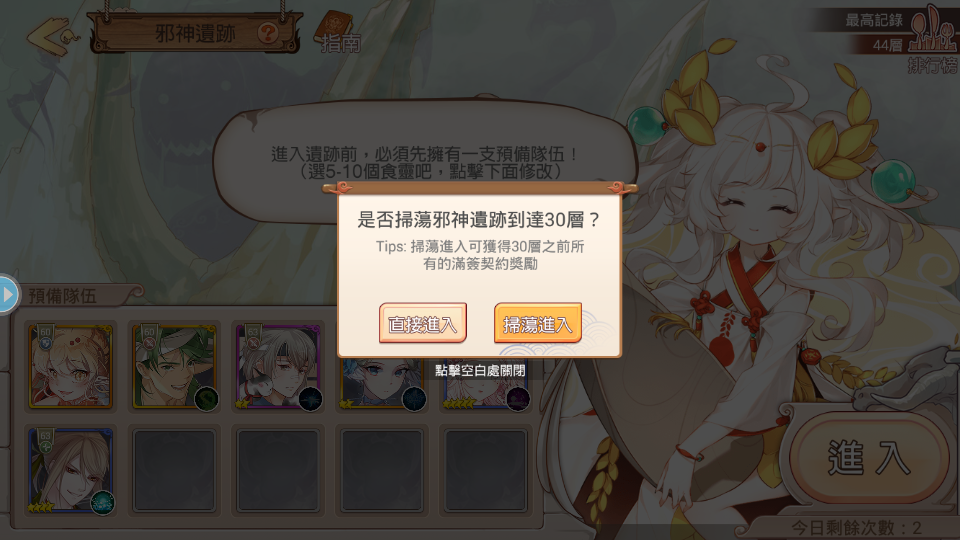 邪神遺跡
?
指南
最高記錄
44層
排行榜
進入遺跡前，必須先擁有一支預備隊伍！
（選5-10個食靈吧，點擊下面修改）
是否掃蕩邪神遺跡到達30層？
Tips: 掃蕩進入可獲得30層之前所
有的滿簽契約獎勵
直接進入
掃蕩進入
點擊空白處關閉
預備隊伍
60
60
63
63
進入
今日剩餘次數：2